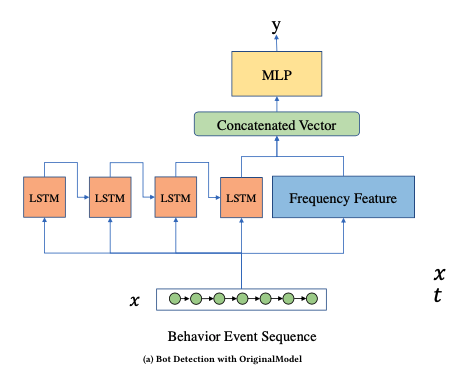 y
MLP
Concatenated Vector
LSTM LSTM LSTM LSTM Frequency Feature
x
t
x
Behavior Event Sequence
(a) Bot Detection with OriginalModel